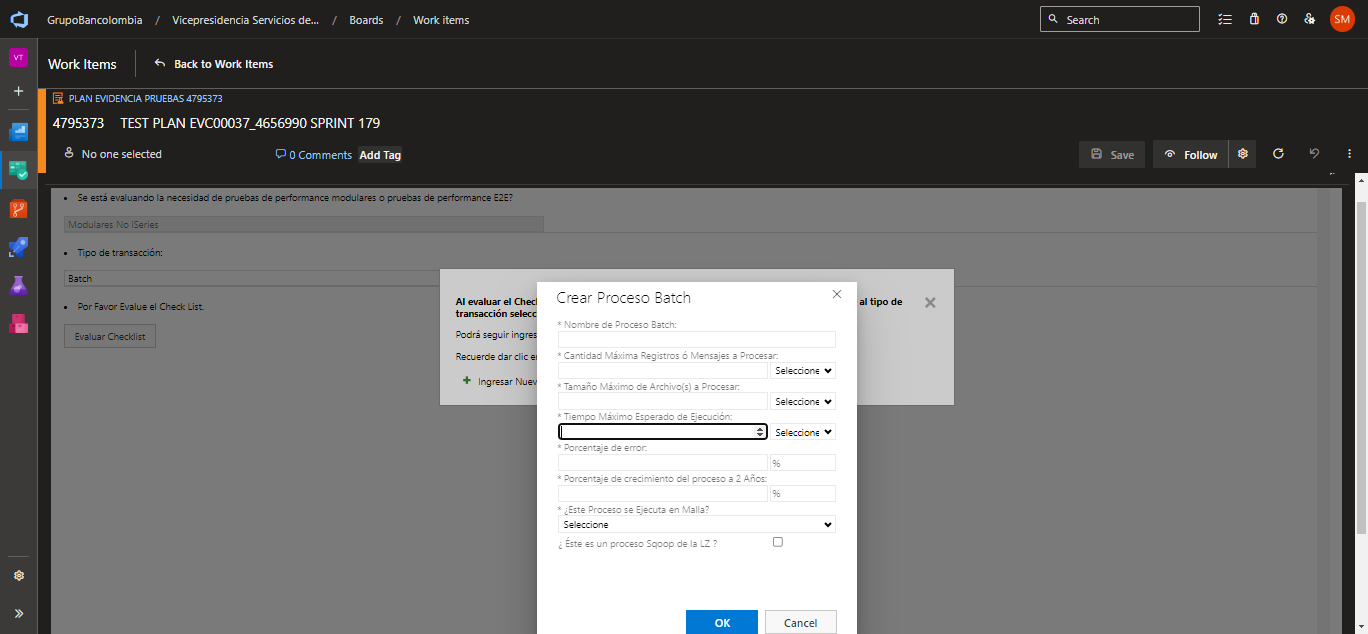 GrupoBancolombia / Vicepresidencia Servicios de... / Boards / Work items
Search
SM
VT
Work Items
Back to Work Items
PLAN EVIDENCIA PRUEBAS 4795373
4795373 TEST PLAN EVC00037_4656990 SPRINT 179
No one selected
0 Comments
Add Tag
Save
Follow
• Se está evaluando la necesidad de pruebas de performance modulares o pruebas de performance E2E?
Modulares No ISeries
• Tipo de transacción:
Batch
• Por Favor Evalue el Check List.
Evaluar Checklist
Al evaluar el Chec
al tipo de
transacción selecc
Podrá seguir ingres
Recuerde dar clic e
Ingresar Nuev
Crear Proceso Batch
* Nombre de Proceso Batch:
* Cantidad Máxima Registros ó Mensajes a Procesar:
Seleccione
* Tamaño Máximo de Archivo(s) a Procesar:
Seleccione
* Tiempo Máximo Esperado de Ejecución:
Seleccione
* Porcentaje de error:
%
* Porcentaje de crecimiento del proceso a 2 Años:
%
* ¿Este Proceso se Ejecuta en Malla?
Seleccione
¿ Éste es un proceso Sqoop de la LZ ?
OK
Cancel